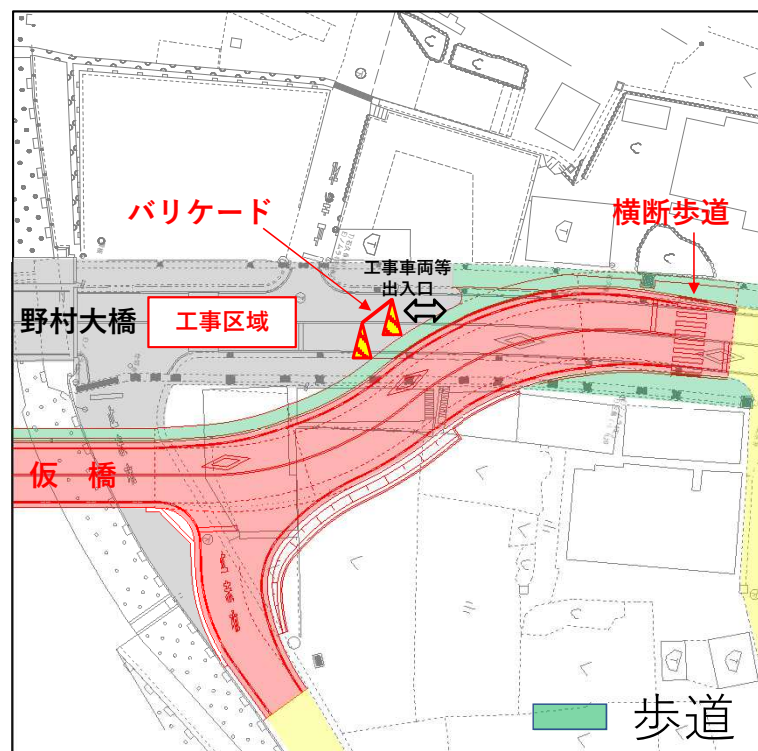 バリケード
横断歩道
工事車両等
出入口
野村大橋
工事区域
仮 橋
歩道